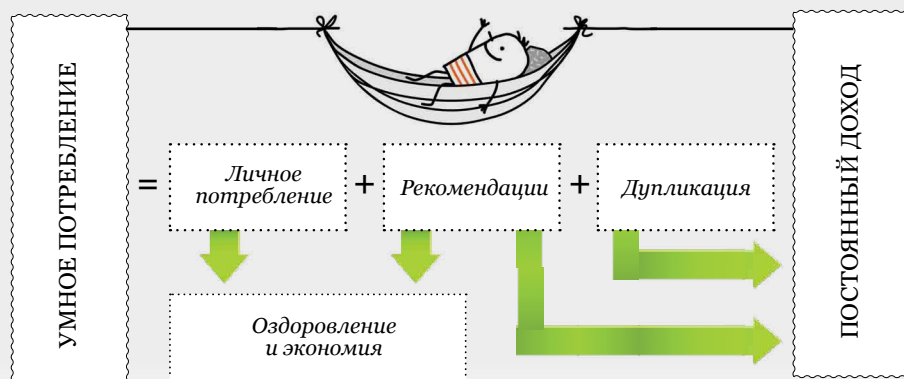 УМНОЕ ПОТРЕБЛЕНИЕ
=
Личное
потребление
+
Рекомендации
+
Дупликация
Оздоровление
и экономия
ПОСТОЯННЫЙ ДОХОД